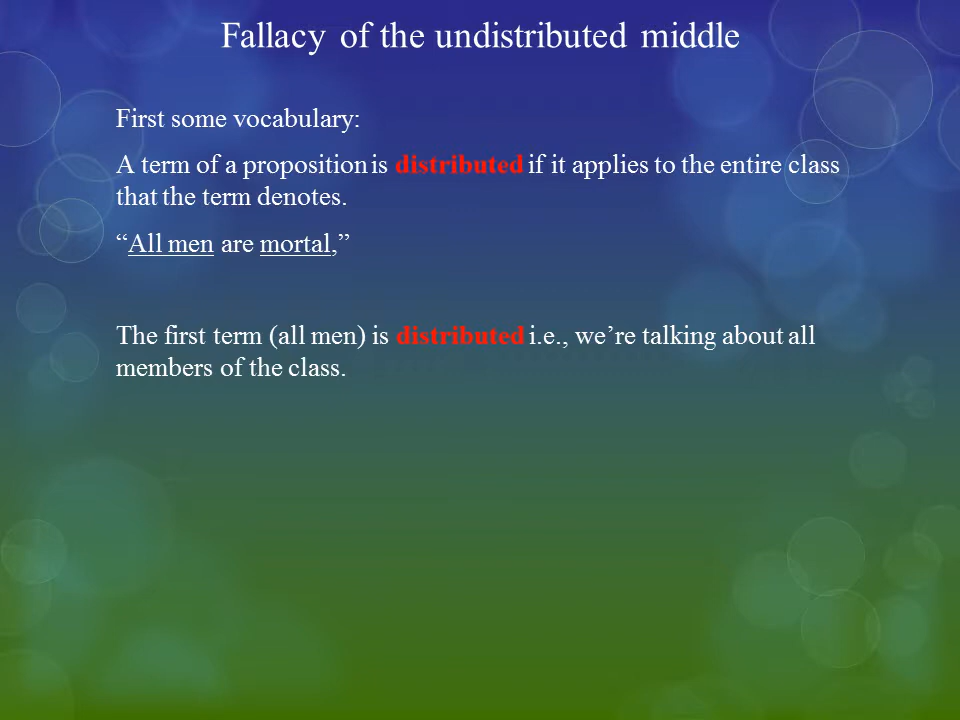 Fallacy of the undistributed middle
First some vocabulary:
A term of a proposition is distributed if it applies to the entire class
that the term denotes.
“All men are mortal,”
The first term (all men) is distributed i.e., we’re talking about all
members of the class.